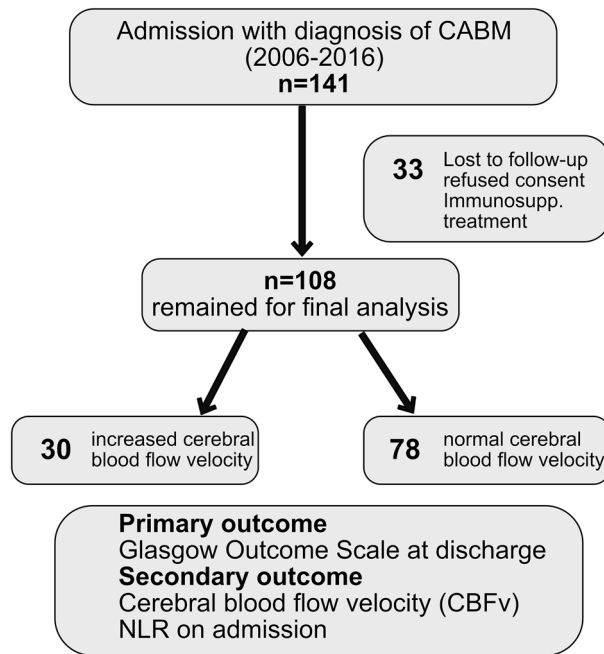 Admission with diagnosis of CABM
(2006-2016)
n=141
33 Lost to follow-up
refused consent
Immunosupp.
treatment
n=108
remained for final analysis
30 increased cerebral
blood flow velocity
78 normal cerebral
blood flow velocity
Primary outcome
Glasgow Outcome Scale at discharge
Secondary outcome
Cerebral blood flow velocity (CBFv)
NLR on admission